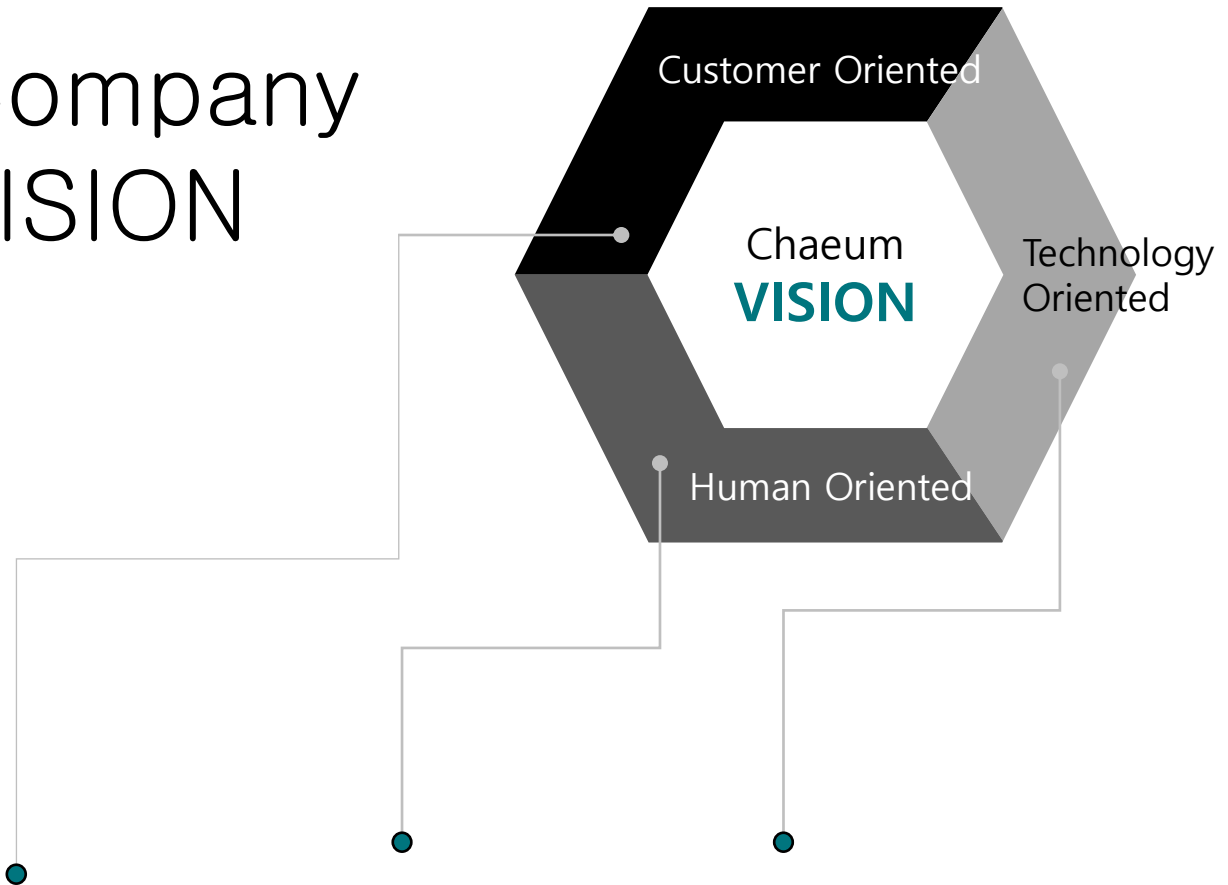 ompany
ISION
Customer Oriented
Chaeum
VISION
Technology
Oriented
Human Oriented